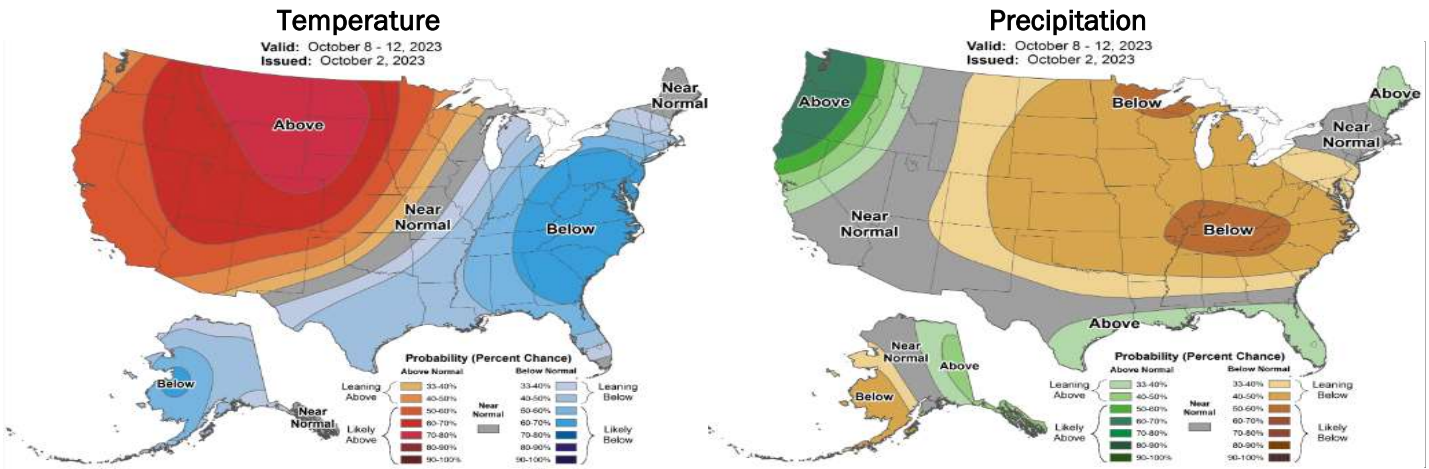 Temperature
Valid: October 8 - 12, 2023
Issued: October 2, 2023
Near
Normal
Above
Near
Normal
Below
Below
Near
Normal
Probability (Percent Chance)
Above Normal
Below Normal
Leaning
Above
33-40%
40-50%
Likely
Above
50-60%
60-70%
70-80%
80-90%
90-100%
Near
Normal
33-40%
40-50%
Leaning
Below
50-60%
60-70%
70-80%
80-90%
90-100%
Likely
Below
Precipitation
Valid: October 8 - 12, 2023
Issued: October 2, 2023
Above
Below
Above
Near
Normal
Near
Normal
Below
Above
Near
Normal
Above
Below
Probability (Percent Chance)
Above Normal
Below Normal
Leaning
Above
33-40%
40-50%
Likely
Above
50-60%
60-70%
70-80%
80-90%
90-100%
Near
Normal
33-40%
40-50%
Leaning
Below
50-60%
60-70%
70-80%
80-90%
90-100%
Likely
Below